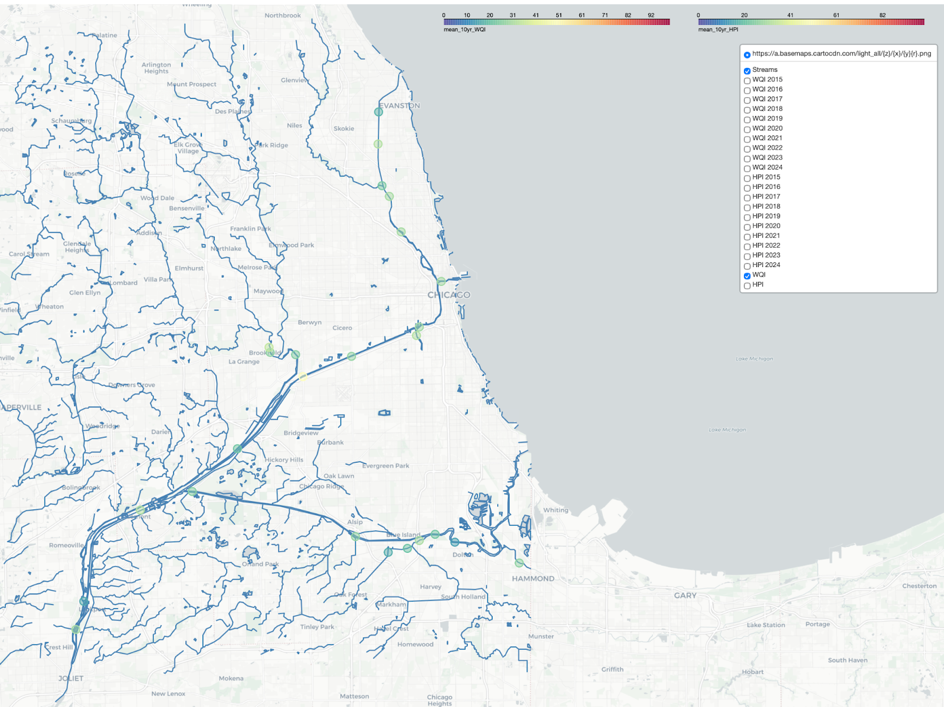 Northbrook
0 10 20 31 41 51 61 71 82 92
mean_10yr_WQI
0 20 41 61 82
mean_10yr_HPI
https://a.basemaps.cartocdn.com/light_all/{z}/{x}/{y}{r}.png
Streams
WQI 2015
WQI 2016
WQI 2017
WQI 2018
WQI 2019
WQI 2020
WQI 2021
WQI 2022
WQI 2023
WQI 2024
HPI 2015
HPI 2016
HPI 2017
HPI 2018
HPI 2019
HPI 2020
HPI 2021
HPI 2022
HPI 2023
HPI 2024
WQI
HPI
Palatine
Arlington
Heights
Mount Prospect
Glenview
EVANSTON
Des Plaines
Schaumburg
Niles
Skokie
Elk Grove
Village
Park Ridge
Wood Dale
Bensenville
Addison
Franklin Park
Elmwood Park
Glendale
Heights
Northlake
Carol Stream
Elmhurst
Melrose Park
Villa Park
Lombard
Glen Ellyn
Maywood
CHICAGO
Wheaton
Berwyn
Cicero
La Grange
Lake Michigan
Downers Grove
Woodridge
Darien
Bridgeview
Burbank
Lake Michigan
Hickory Hills
Evergreen Park
Oak Lawn
Chicago Ridge
Bolingbrook
Whiting
Alsip
Blue Island
Romeoville
Orland Park
Dolton
HAMMOND
Harvey
Oak Forest
South Holland
Markham
GARY
Chesterton
Lake Station
Portage
Tinley Park
Hazel Crest
Homewood
Munster
Crest Hill
Griffith
South Haven
Hobart
JOLIET
Mokena
New Lenox
Matteson
Chicago
Heights